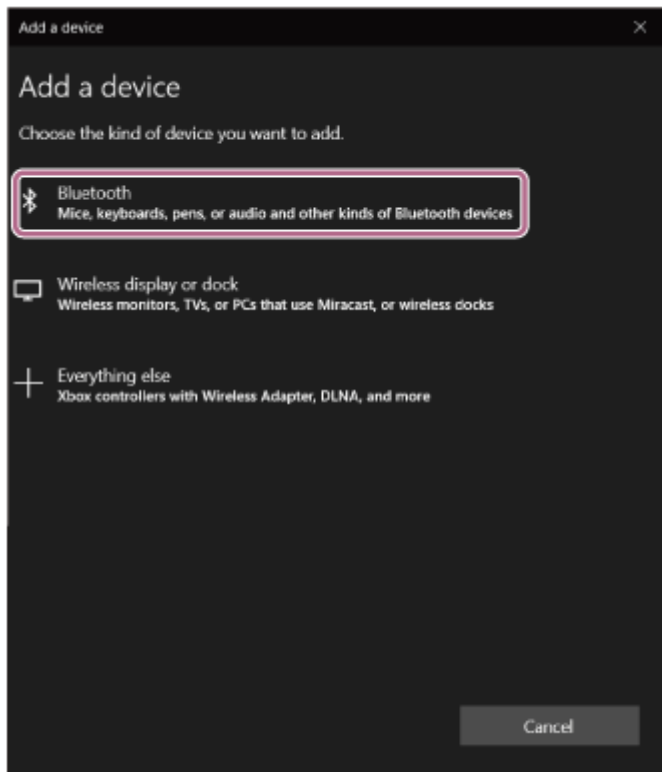 Add a device
Add a device
Choose the kind of device you want to add.
Bluetooth
Mice, keyboards, pens, or audio and other kinds of Bluetooth devices
Wireless display or dock
Wireless monitors, TVs, or PCs that use Miracast, or wireless docks
Everything else
Xbox controllers with Wireless Adapter, DLNA, and more
Cancel